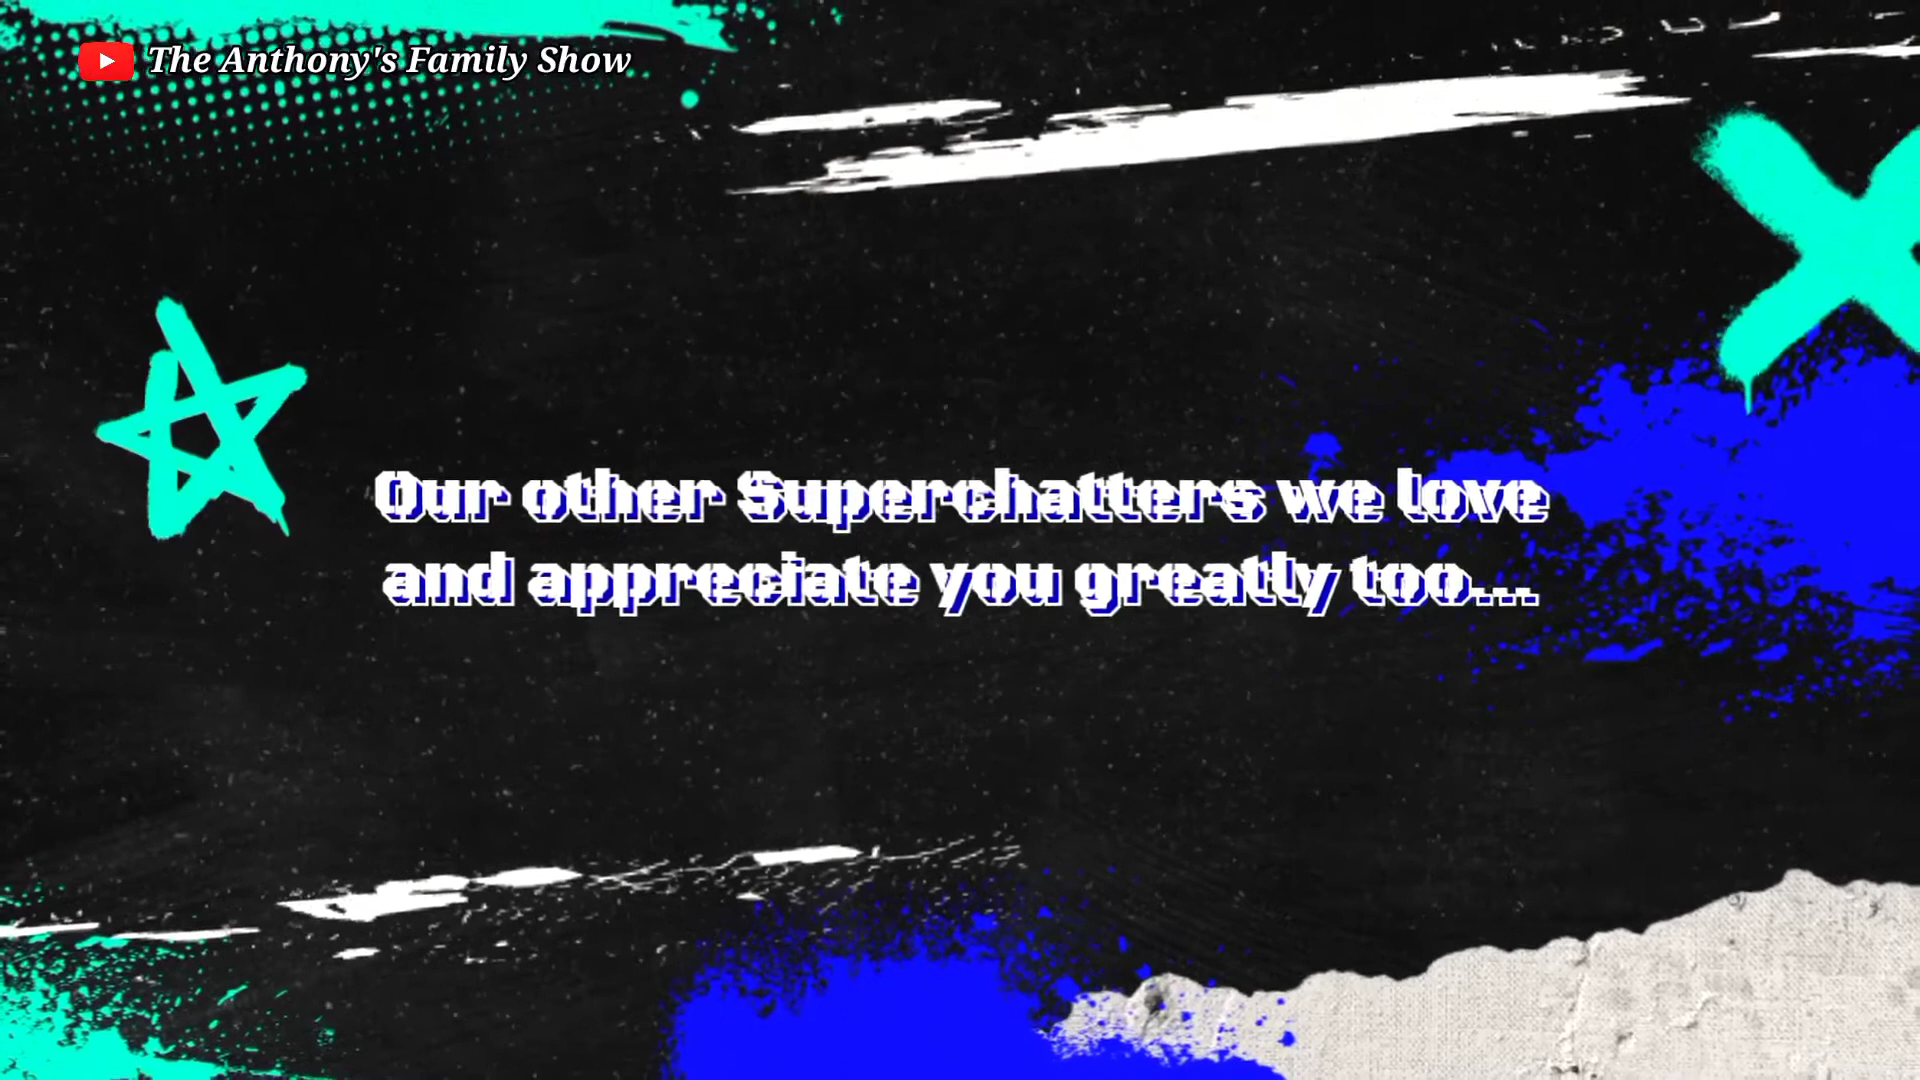 The Anthony's Family Show
Our other Superchatters we love
and appreciate you greatly too...